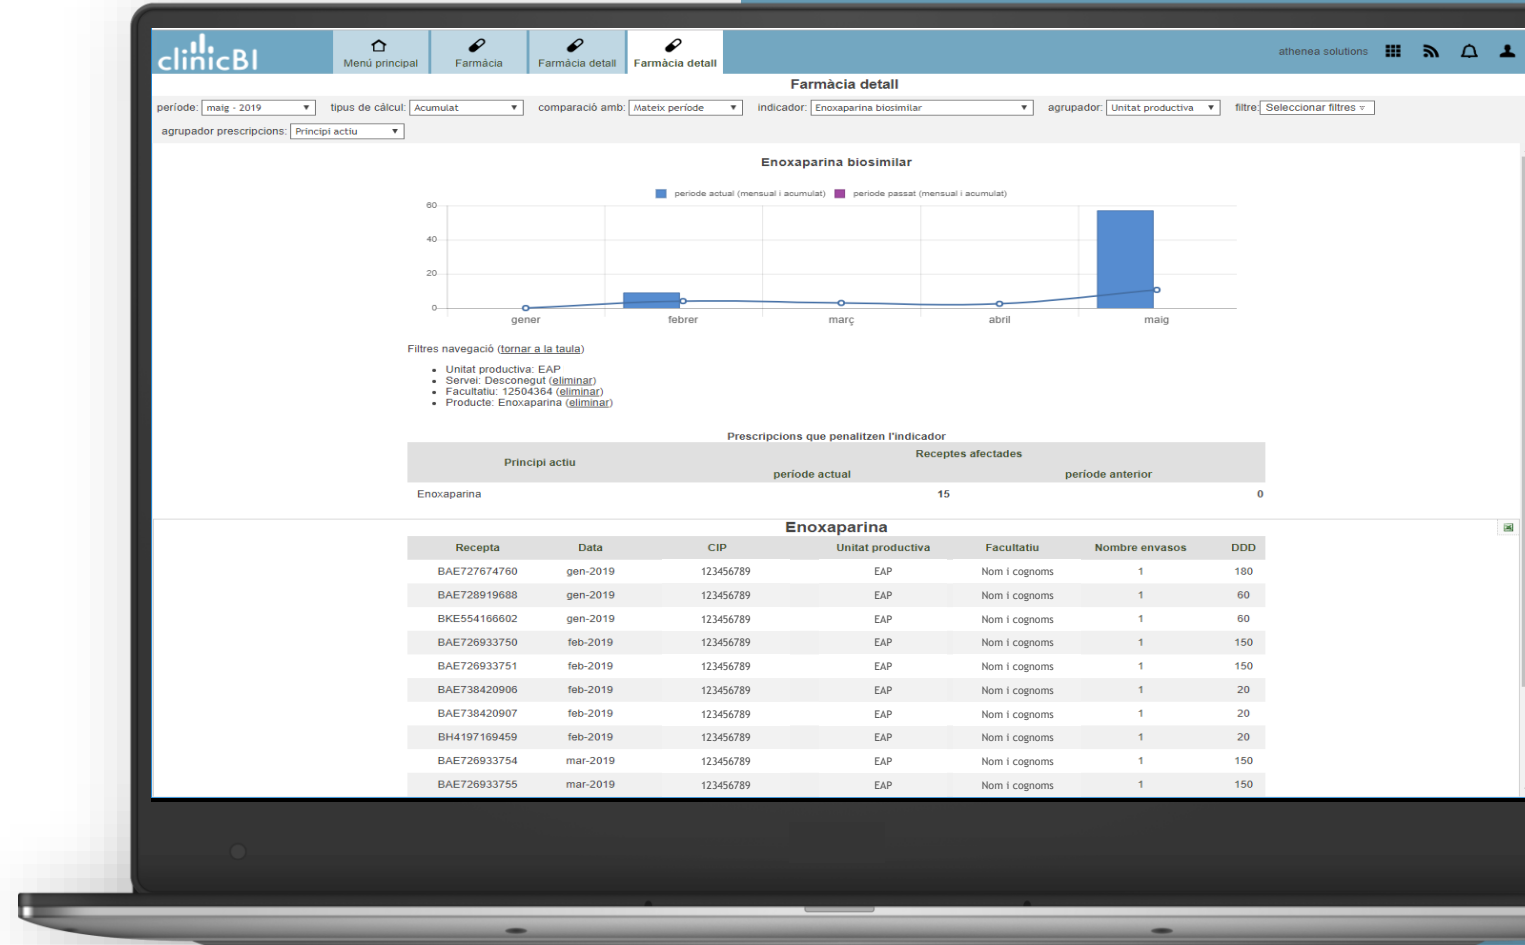 clinicBI
Menú principal
Farmàcia
Farmàcia detall
Farmàcia detall
athenea solutions
Farmàcia detall
període: maig - 2019 tipus de càlcul: Acumulat comparació amb: Mateix període indicador: Enoxaparina biosimilar agrupador: Unitat productiva filtre: Seleccionar filtres
agrupador prescripcions: Principi actiu
Enoxaparina biosimilar
periode actual (mensual i acumulat) periode passat (mensual i acumulat)
60
40
20
0
gener febrer març abril maig
Filtres navegació (tornar a la taula)
Unitat productiva: EAP
Servei: Desconegut (eliminar)
Facultatiu: 12504364 (eliminar)
Producte: Enoxaparina (eliminar)
Prescripcions que penalitzen l'indicador
Principi actiu Receptes afectades
període actual període anterior
Enoxaparina 15 0
Enoxaparina
Recepta Data CIP Unitat productiva Facultatiu Nombre envasos DDD
BAE727674760 gen-2019 123456789 EAP Nom i cognoms 1 180
BAE728919688 gen-2019 123456789 EAP Nom i cognoms 1 60
BKE554166602 gen-2019 123456789 EAP Nom i cognoms 1 60
BAE726933750 feb-2019 123456789 EAP Nom i cognoms 1 150
BAE726933751 feb-2019 123456789 EAP Nom i cognoms 1 150
BAE738420906 feb-2019 123456789 EAP Nom i cognoms 1 20
BAE738420907 feb-2019 123456789 EAP Nom i cognoms 1 20
BH4197169459 feb-2019 123456789 EAP Nom i cognoms 1 20
BAE726933754 mar-2019 123456789 EAP Nom i cognoms 1 150
BAE726933755 mar-2019 123456789 EAP Nom i cognoms 1 150